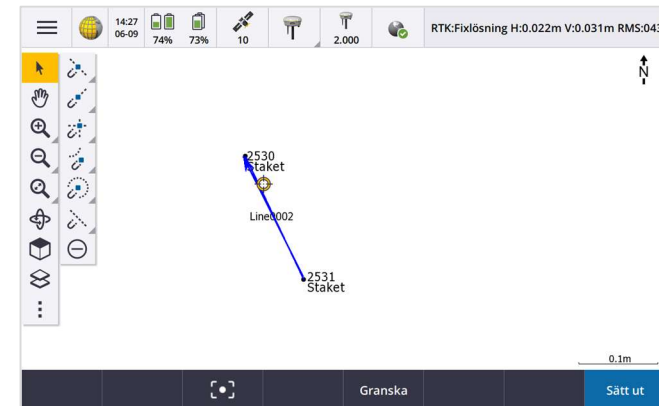 14:27
06-09
74%
73%
10
2.000
RTK:Fixlösning H:0.022m V:0.031m RMS:043
N
2530
Staket
Line0002
2531
Staket
0.1m
Granska
Sätt ut